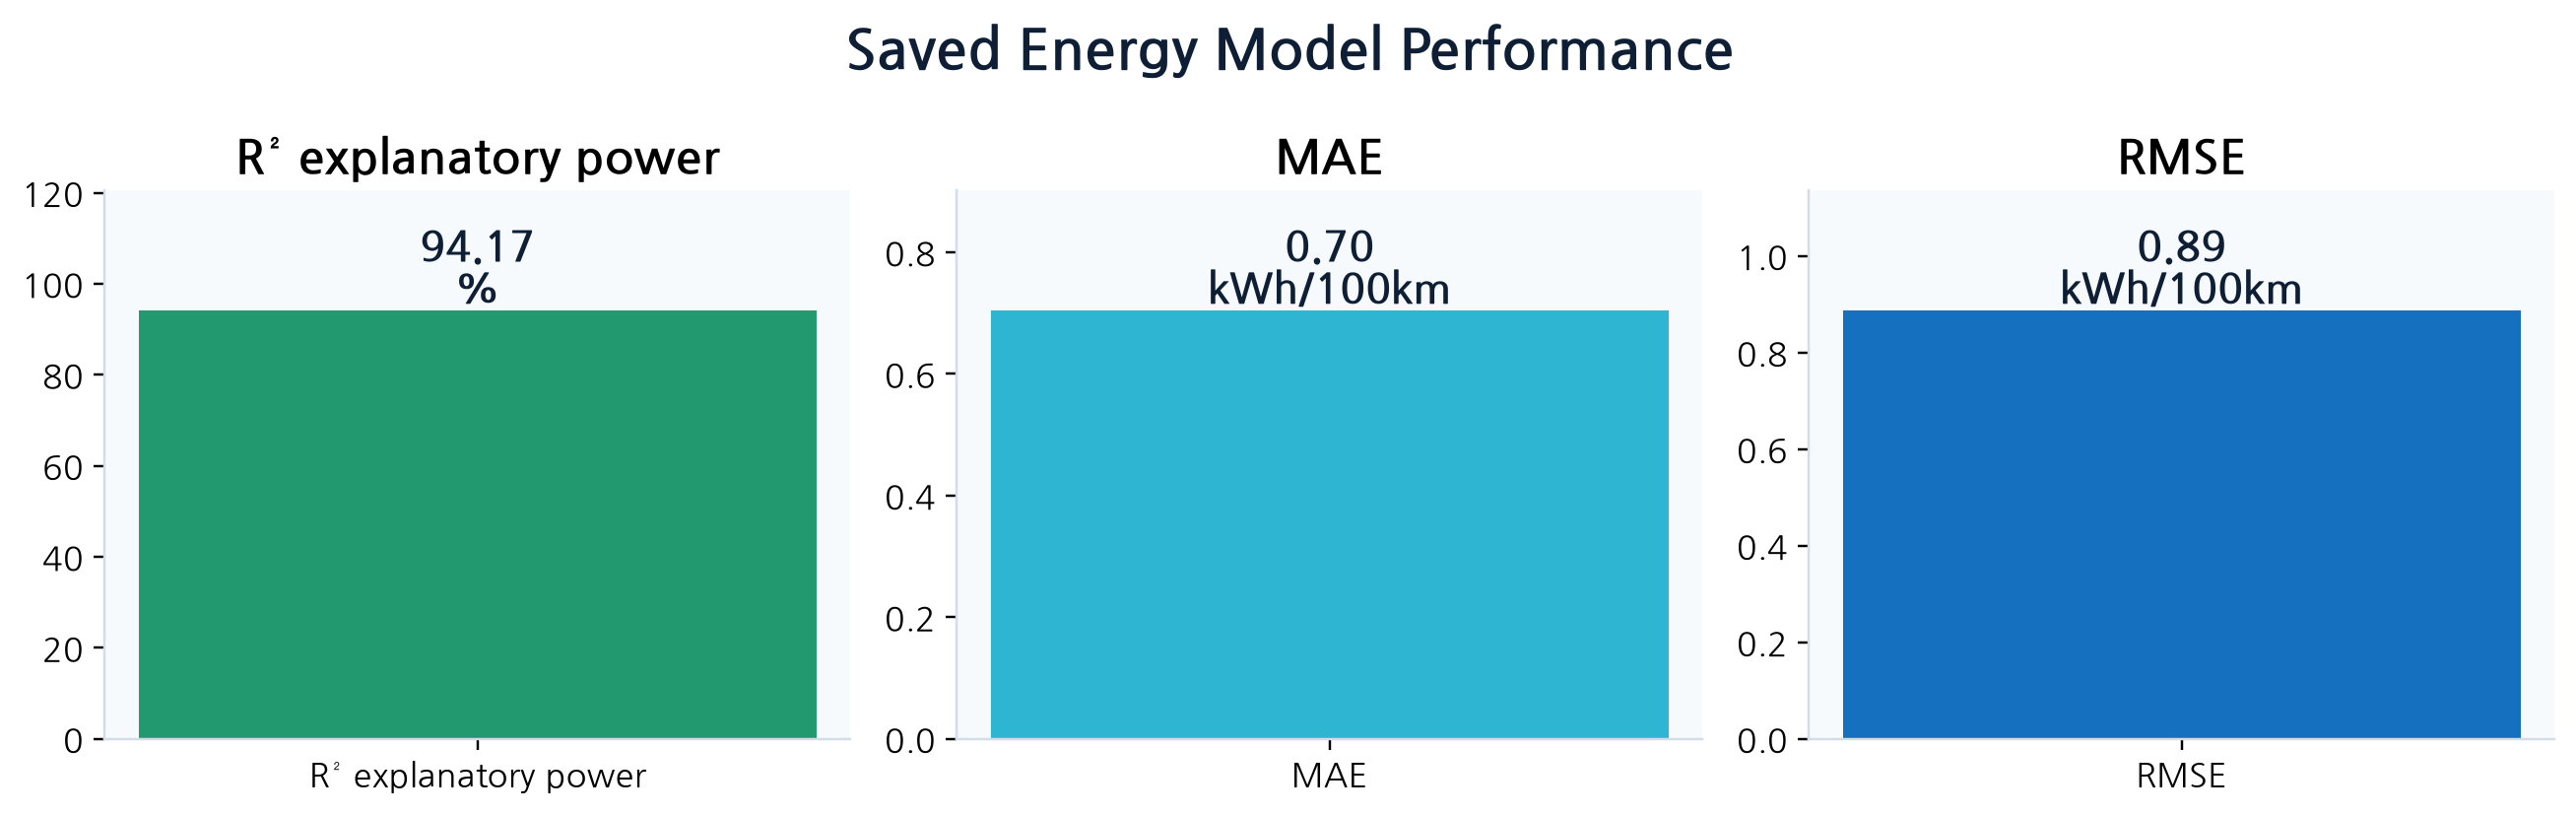 Saved Energy Model Performance
R² explanatory power
120
100
80
60
40
20
0
94.17
%
R² explanatory power
MAE
0.8
0.6
0.4
0.2
0.0
0.70
kWh/100km
MAE
RMSE
1.0
0.8
0.6
0.4
0.2
0.0
0.89
kWh/100km
RMSE